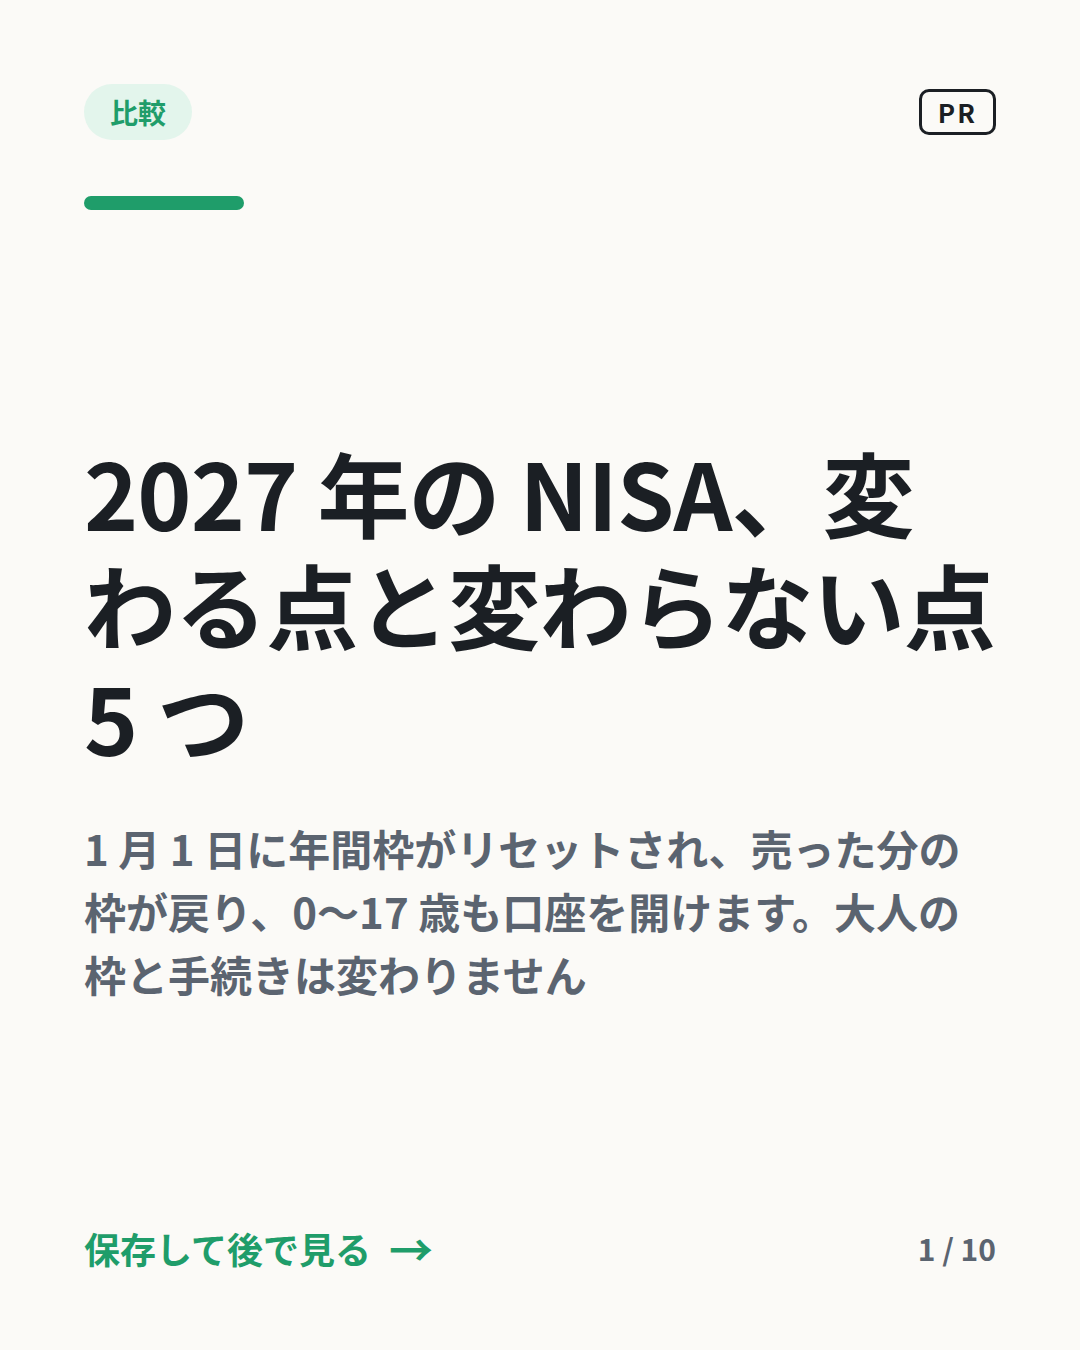 比較
PR
2027 年の NISA、変
わる点と変わらない点
5 つ
1 月 1 日に年間枠がリセットされ、売った分の
枠が戻り、0〜17 歳も口座を開けます。大人の
枠と手続きは変わりません
保存して後で見る →
1 / 10